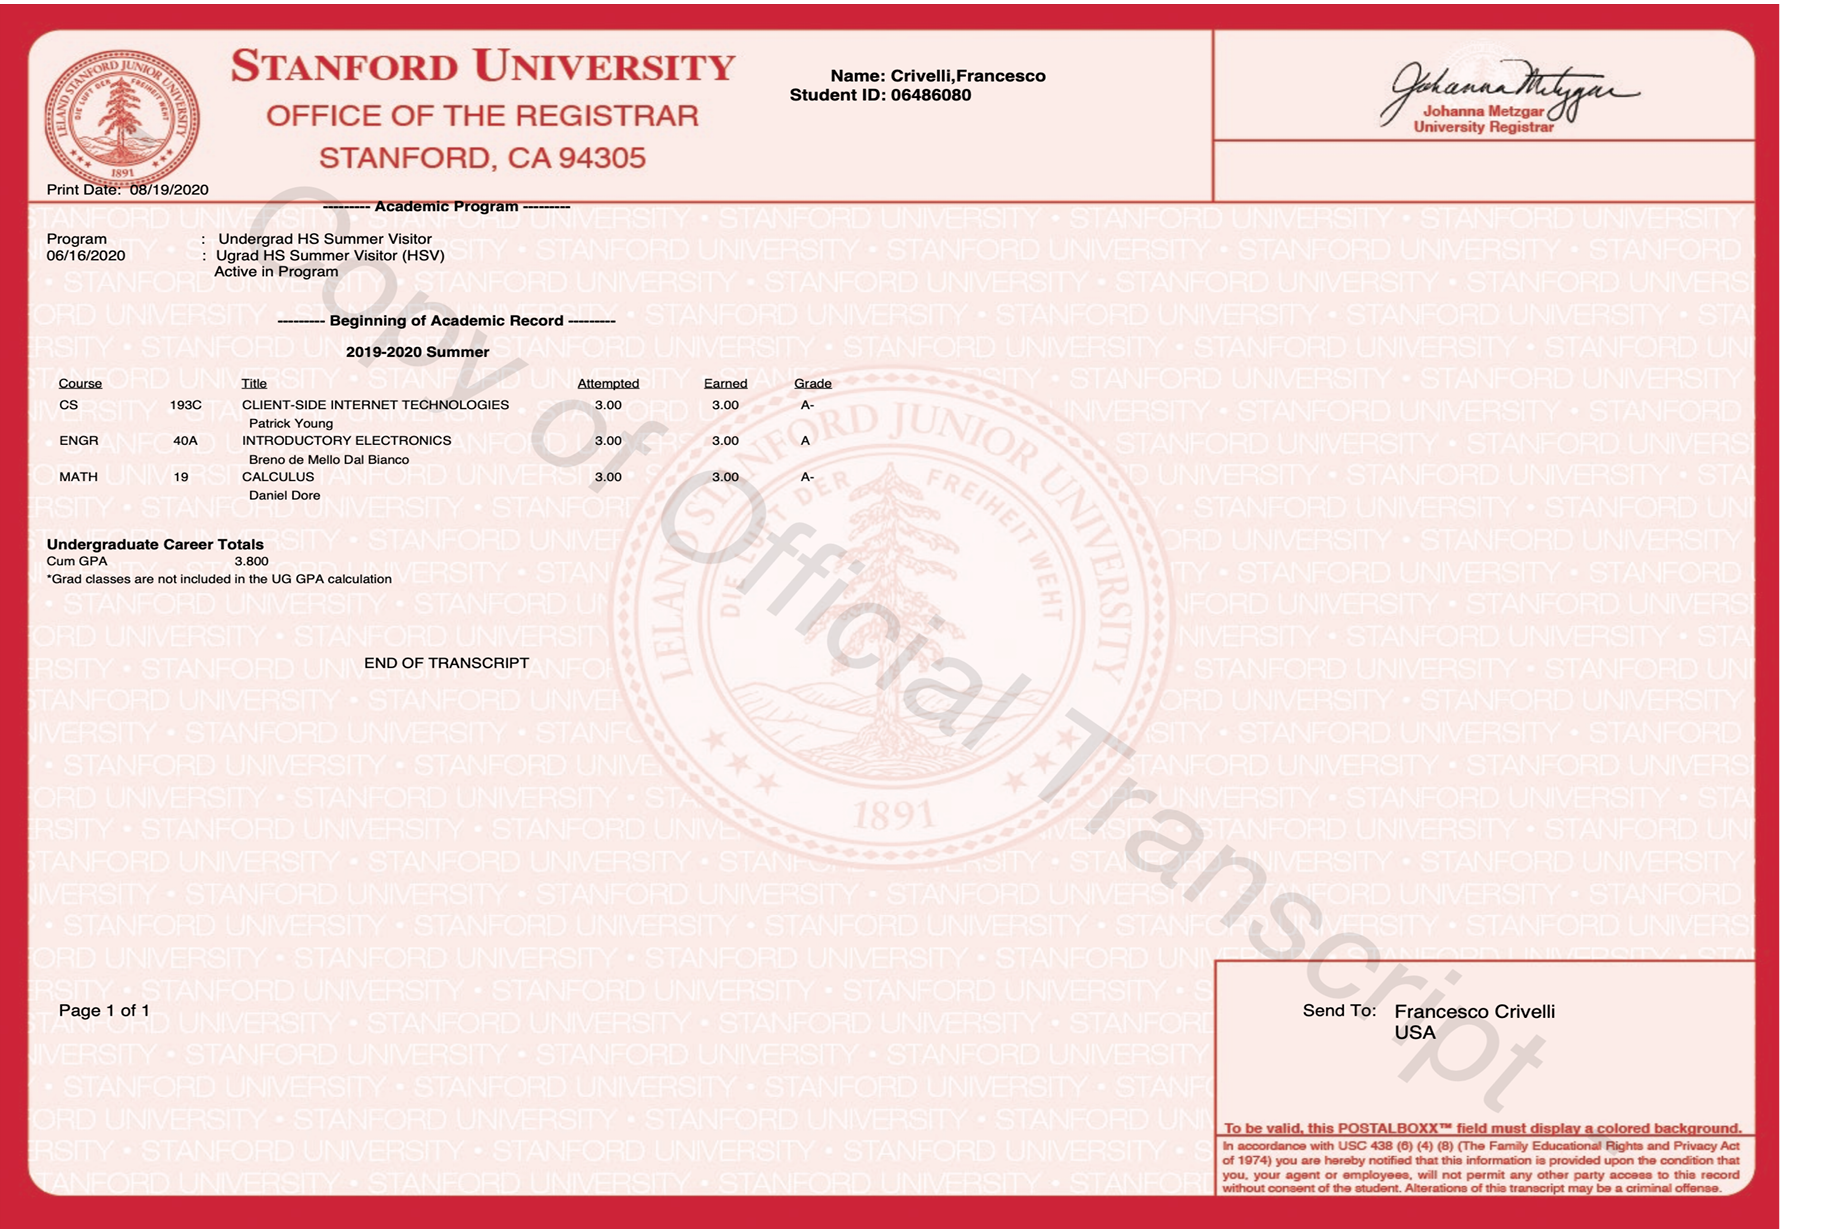 STANFORD UNIVERSITY
OFFICE OF THE REGISTRAR
STANFORD, CA 94305
LELAND STANFORD JUNIOR UNIVERSITY
DIE LUFT DER FREIHEIT WEHT
1891
Name: Crivelli,Francesco
Student ID: 06486080
Johanna Metzgar
Johanna Metzgar
University Registrar
Print Date: 08/19/2020
--------- Academic Program ---------
Program : Undergrad HS Summer Visitor
06/16/2020 : Ugrad HS Summer Visitor (HSV)
Active in Program
--------- Beginning of Academic Record ---------
2019-2020 Summer
Course Title Attempted Earned Grade
CS 193C CLIENT-SIDE INTERNET TECHNOLOGIES 3.00 3.00 A-
Patrick Young
ENGR 40A INTRODUCTORY ELECTRONICS 3.00 3.00 A
Breno de Mello Dal Bianco
MATH 19 CALCULUS 3.00 3.00 A-
Daniel Dore
Undergraduate Career Totals
Cum GPA 3.800
*Grad classes are not included in the UG GPA calculation
END OF TRANSCRIPT
Copy of Official Transcript
LELAND STANFORD JUNIOR UNIVERSITY
DIE LUFT DER FREIHEIT WEHT
1891
Page 1 of 1
Send To: Francesco Crivelli
USA
To be valid, this POSTALBOXX™ field must display a colored background.
In accordance with USC 438 (6) (4) (8) (The Family Educational Rights and Privacy Act
of 1974) you are hereby notified that this information is provided upon the condition that
you, your agent or employees, will not permit any other party access to this record
without consent of the student. Alterations of this transcript may be a criminal offense.